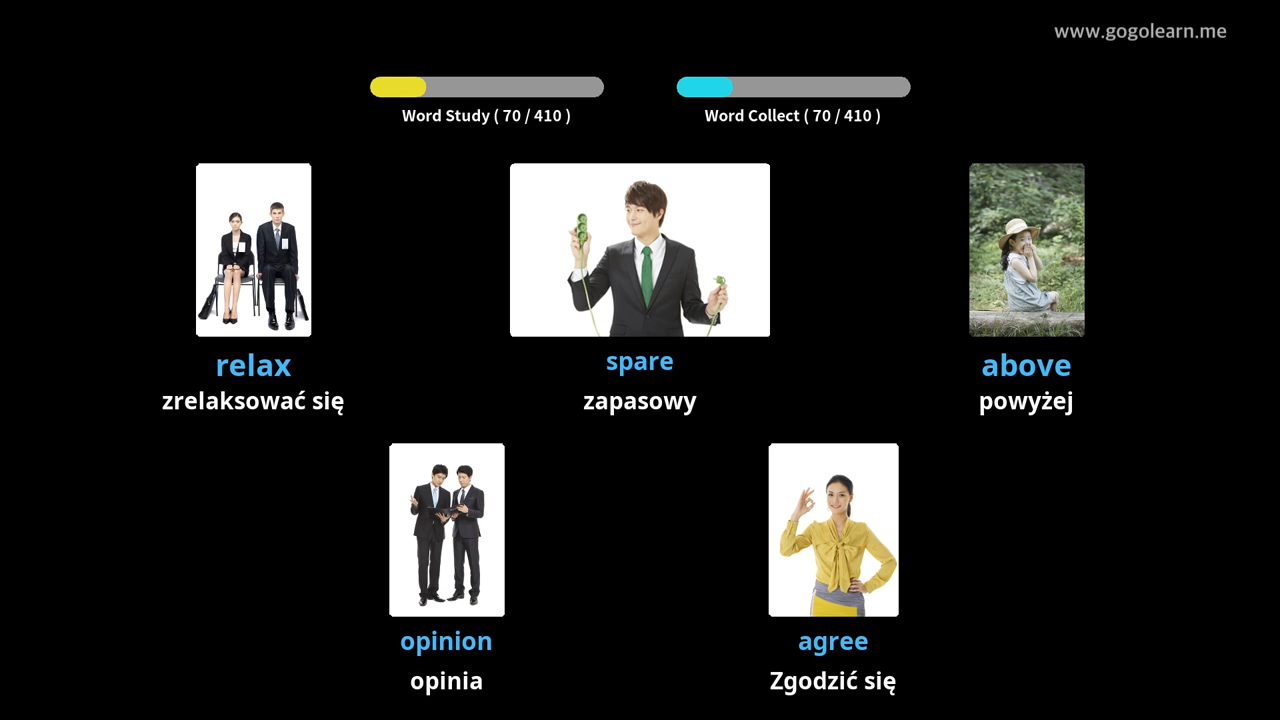 www.gogolearn.me
Word Study ( 70 / 410 )
Word Collect ( 70 / 410 )
relax
zrelaksować się
spare
zapasowy
above
powyżej
opinion
opinia
agree
Zgodzić się